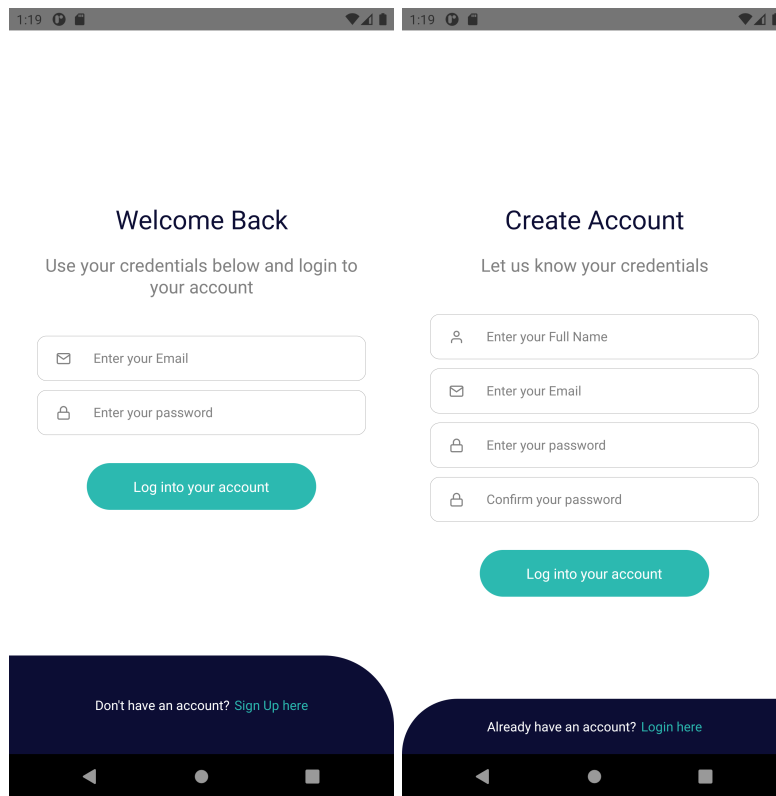 1:19
Welcome Back
Use your credentials below and login to
your account
Enter your Email
Enter your password
Log into your account
Don't have an account? Sign Up here
1:19
Create Account
Let us know your credentials
Enter your Full Name
Enter your Email
Enter your password
Confirm your password
Log into your account
Already have an account? Login here